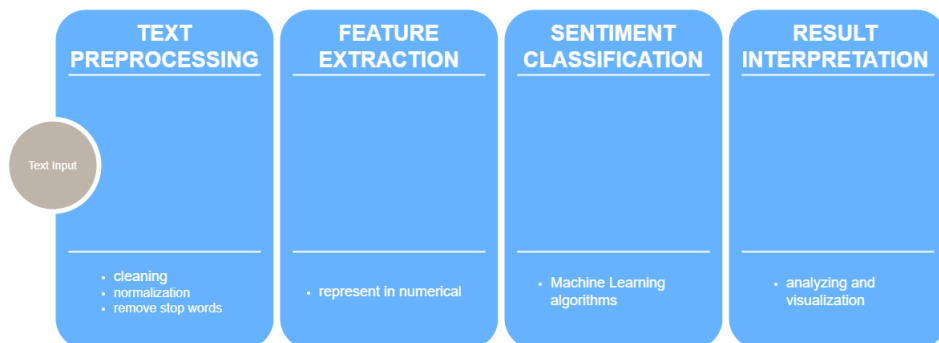 TEXT
PREPROCESSING
FEATURE
EXTRACTION
SENTIMENT
CLASSIFICATION
RESULT
INTERPRETATION
Text Input
• cleaning
• normalization
• remove stop words
• represent in numerical
• Machine Learning
algorithms
• analyzing and
visualization